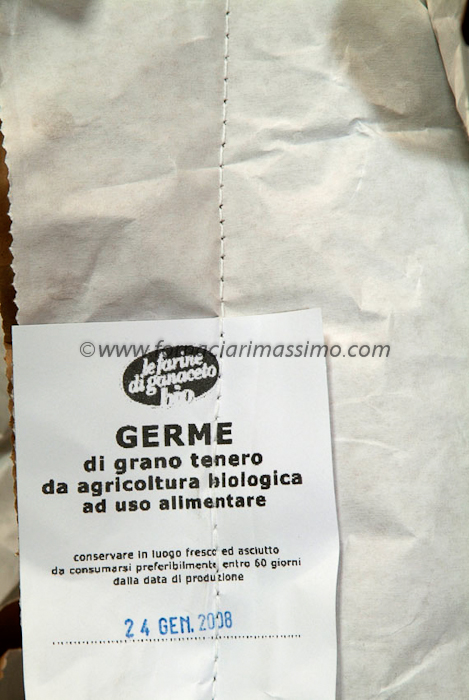 ©www.fornaciarimassimo.com
le farine
di ganaceto
bio
GERME
di grano tenero
da agricoltura biologica
ad uso alimentare
conservare in luogo fresco ed asciutto
da consumarsi preferibilmente entro 60 giorni
dalla data di produzione
24 GEN. 2008